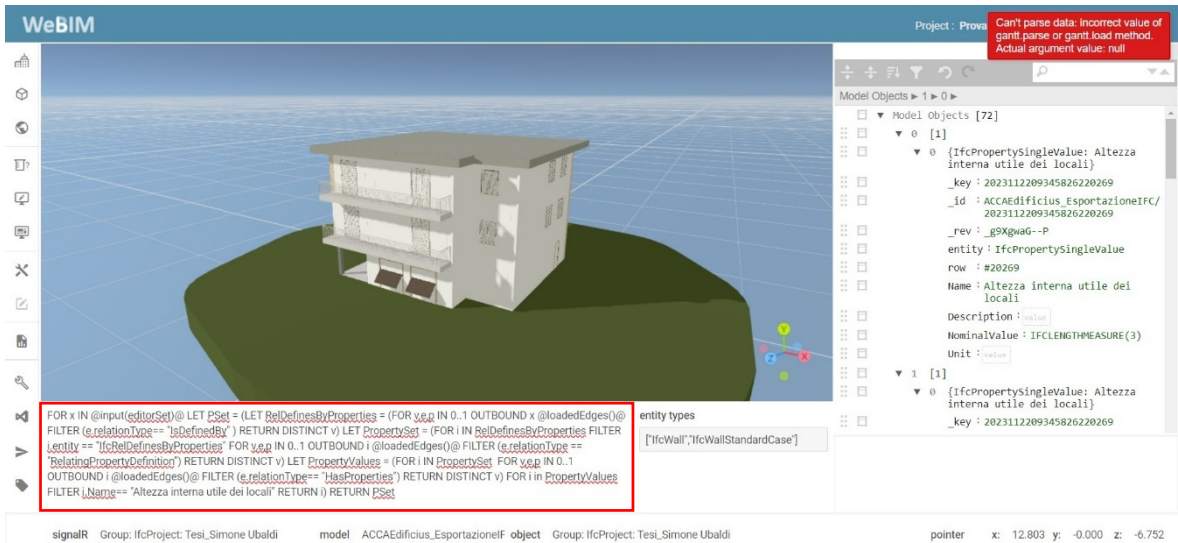 WeBIM
Project : Prova
Can't parse data: Incorrect value of
gantt.parse or gantt.load method.
Actual argument value: null
Model Objects ► 1 ► 0 ►
▼ Model Objects [72]
▼ 0 [1]
▼ 0 {IfcPropertySingleValue: Altezza
interna utile dei locali}
_key : 2023112209345826220269
_id : ACCAEdificius_EsportazioneIFC/
2023112209345826220269
_rev : _g9XgwaG--P
entity : IfcPropertySingleValue
row : #20269
Name : Altezza interna utile dei
locali
Description : value
NominalValue : IFCLENGTHMEASURE(3)
Unit : value
▼ 1 [1]
▼ 0 {IfcPropertySingleValue: Altezza
interna utile dei locali}
_key : 2023112209345826220269
Y
Z
X
FOR x IN @input(editorSet)@ LET PSet = (LET RelDefinesByProperties = (FOR v,e,p IN 0..1 OUTBOUND x @loadedEdges()@
FILTER (e.relationType== "IsDefinedBy" ) RETURN DISTINCT v) LET PropertySet = (FOR i IN RelDefinesByProperties FILTER
i.entity == "IfcRelDefinesByProperties" FOR v,e,p IN 0..1 OUTBOUND i @loadedEdges()@ FILTER (e.relationType ==
"RelatingPropertyDefinition") RETURN DISTINCT v) LET PropertyValues = (FOR i IN PropertySet FOR v,e,p IN 0..1
OUTBOUND i @loadedEdges()@ FILTER (e.relationType== "HasProperties") RETURN DISTINCT v) FOR i in PropertyValues
FILTER i.Name== "Altezza interna utile dei locali" RETURN i) RETURN PSet
entity types
["IfcWall","IfcWallStandardCase"]
signalR Group: IfcProject: Tesi_Simone Ubaldi model ACCAEdificius_EsportazioneIF object Group: IfcProject: Tesi_Simone Ubaldi pointer x: 12.803 y: -0.000 z: -6.752